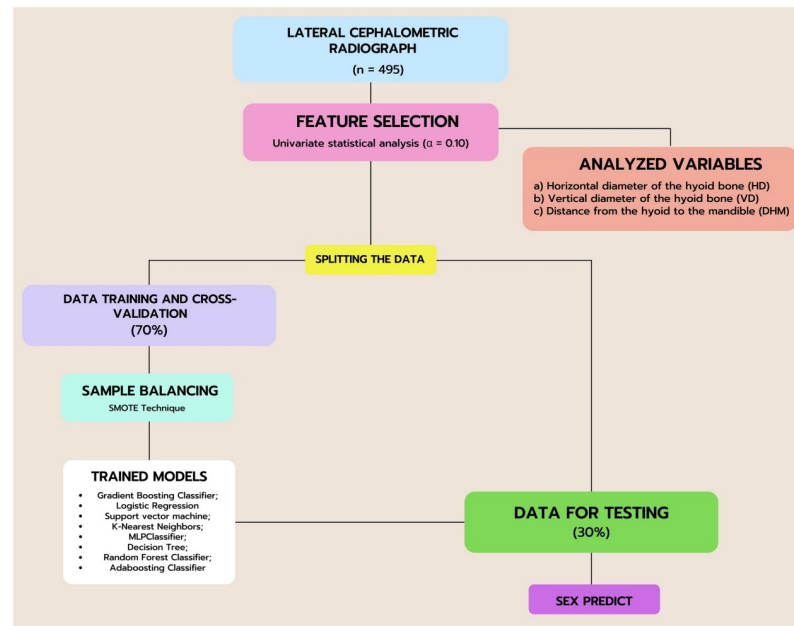 LATERAL CEPHALOMETRIC
RADIOGRAPH
(n = 495)
FEATURE SELECTION
Univariate statistical analysis (α = 0.10)
ANALYZED VARIABLES
a) Horizontal diameter of the hyoid bone (HD)
b) Vertical diameter of the hyoid bone (VD)
c) Distance from the hyoid to the mandible (DHM)
SPLITTING THE DATA
DATA TRAINING AND CROSS-
VALIDATION
(70%)
SAMPLE BALANCING
SMOTE Technique
TRAINED MODELS
• Gradient Boosting Classifier;
• Logistic Regression
• Support vector machine;
• K-Nearest Neighbors;
• MLPClassifier;
• Decision Tree;
• Random Forest Classifier;
• Adaboosting Classifier
DATA FOR TESTING
(30%)
SEX PREDICT